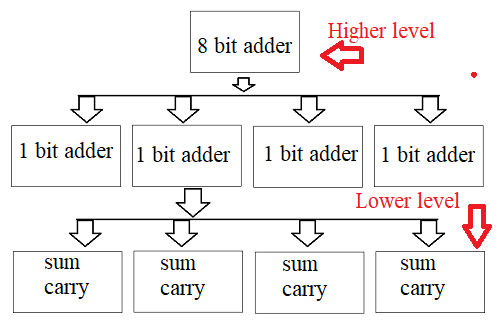 Higher level
8 bit adder
1 bit adder
1 bit adder
1 bit adder
1 bit adder
Lower level
sum
carry
sum
carry
sum
carry
sum
carry